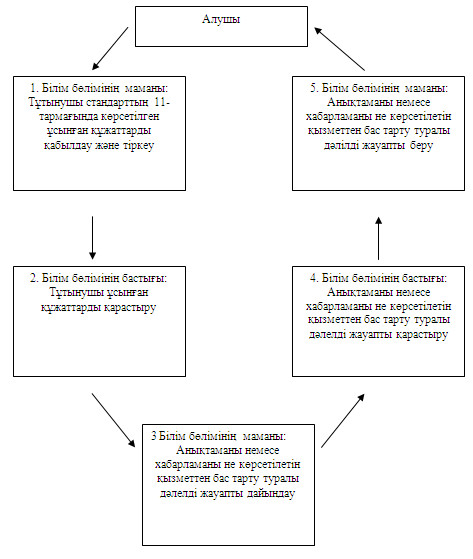 Алушы
1. Білім бөлімінің маманы:
Тұтынушы стандарттың 11-
тармағында көрсетілген
ұсынған құжаттарды
қабылдау және тіркеу
2. Білім бөлімінің бастығы:
Тұтынушы ұсынған
құжаттарды қарастыру
3 Білім бөлімінің маманы:
Анықтаманы немесе
хабарламаны не көрсетілетін
қызметтен бас тарту туралы
дәлелді жауапты дайындау
4. Білім бөлімінің бастығы:
Анықтаманы немесе
хабарламаны не көрсетілетін
қызметтен бас тарту туралы
дәлелді жауапты қарастыру
5. Білім бөлімінің маманы:
Анықтаманы немесе
хабарламаны не көрсетілетін
қызметтен бас тарту туралы
дәлілді жауапты беру